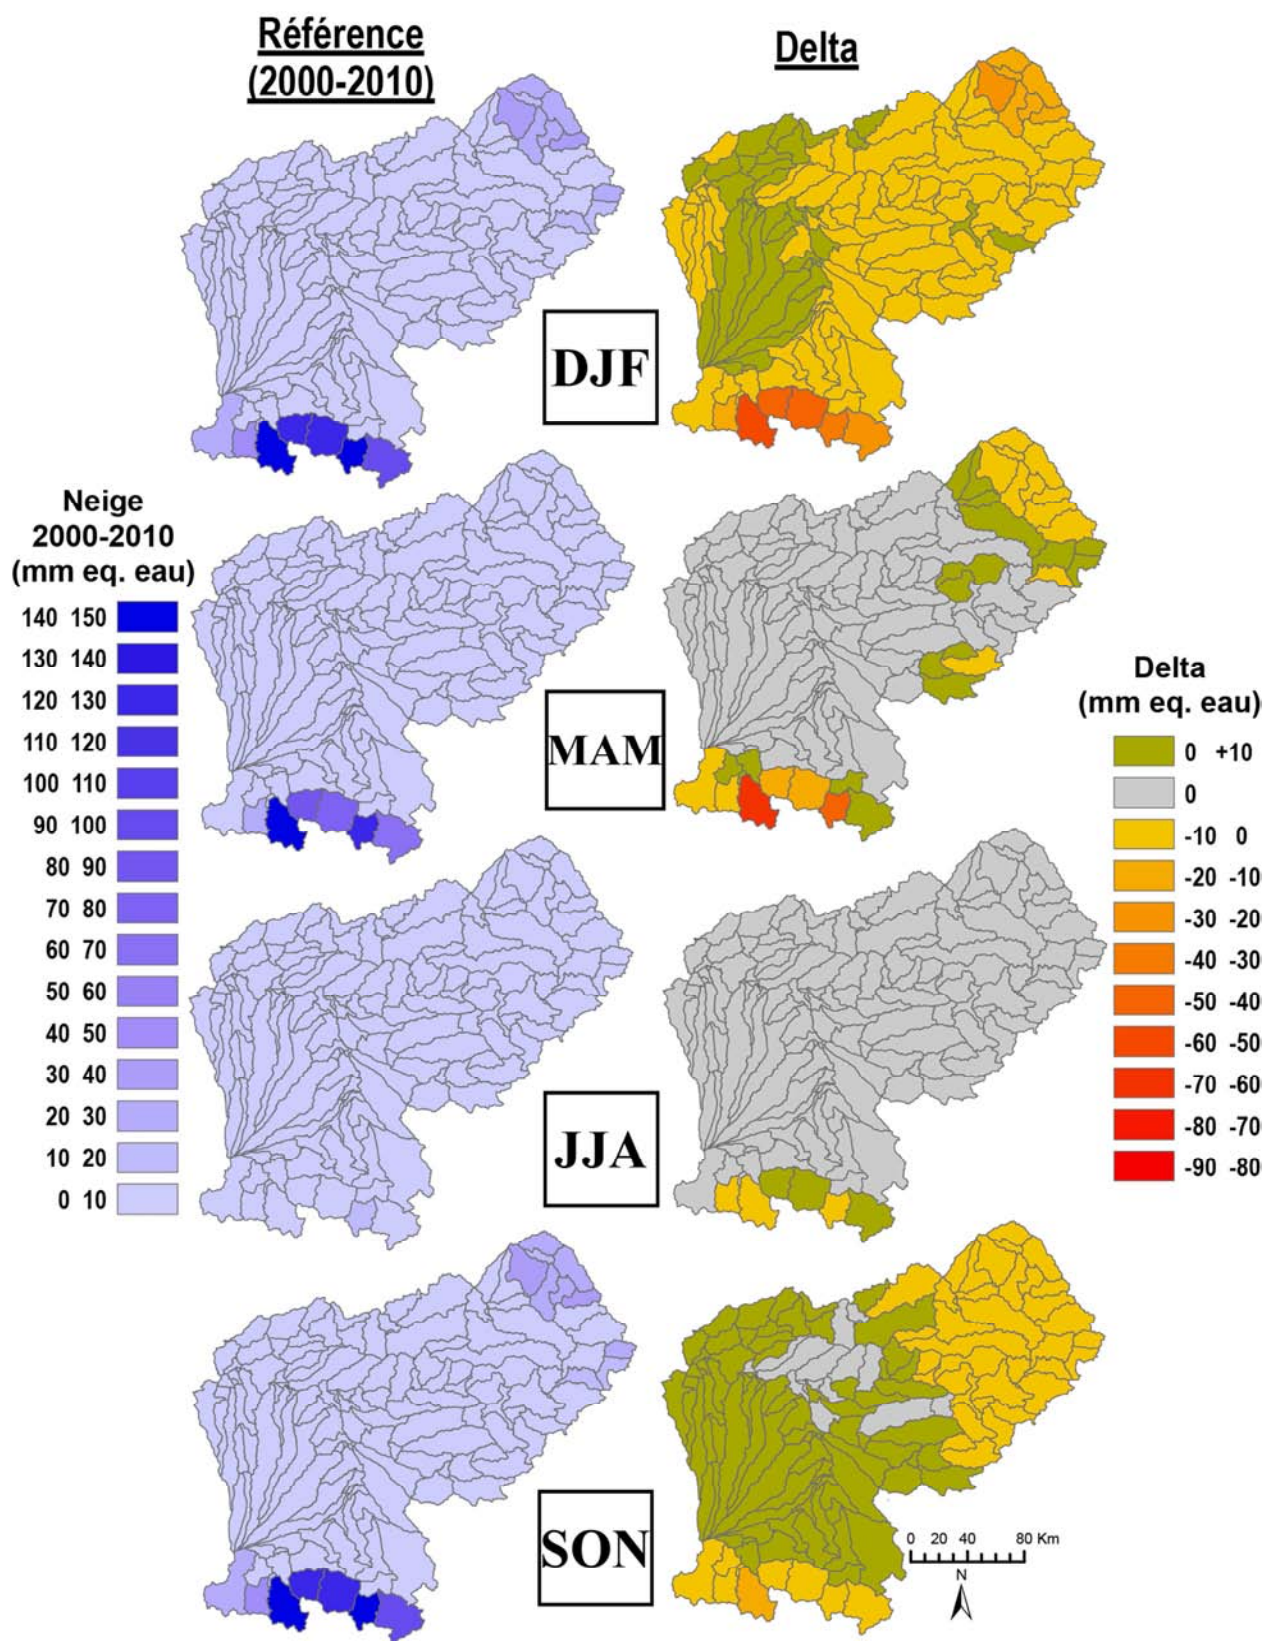 Référence
(2000-2010)
Delta
DJF
Neige
2000-2010
(mm eq. eau)
140 150
130 140
120 130
110 120
100 110
90 100
80 90
70 80
60 70
50 60
40 50
30 40
20 30
10 20
0 10
MAM
Delta
(mm eq. eau)
0 +10
0
-10 0
-20 -10
-30 -20
-40 -30
-50 -40
-60 -50
-70 -60
-80 -70
-90 -80
JJA
SON
0 20 40 80 Km
N